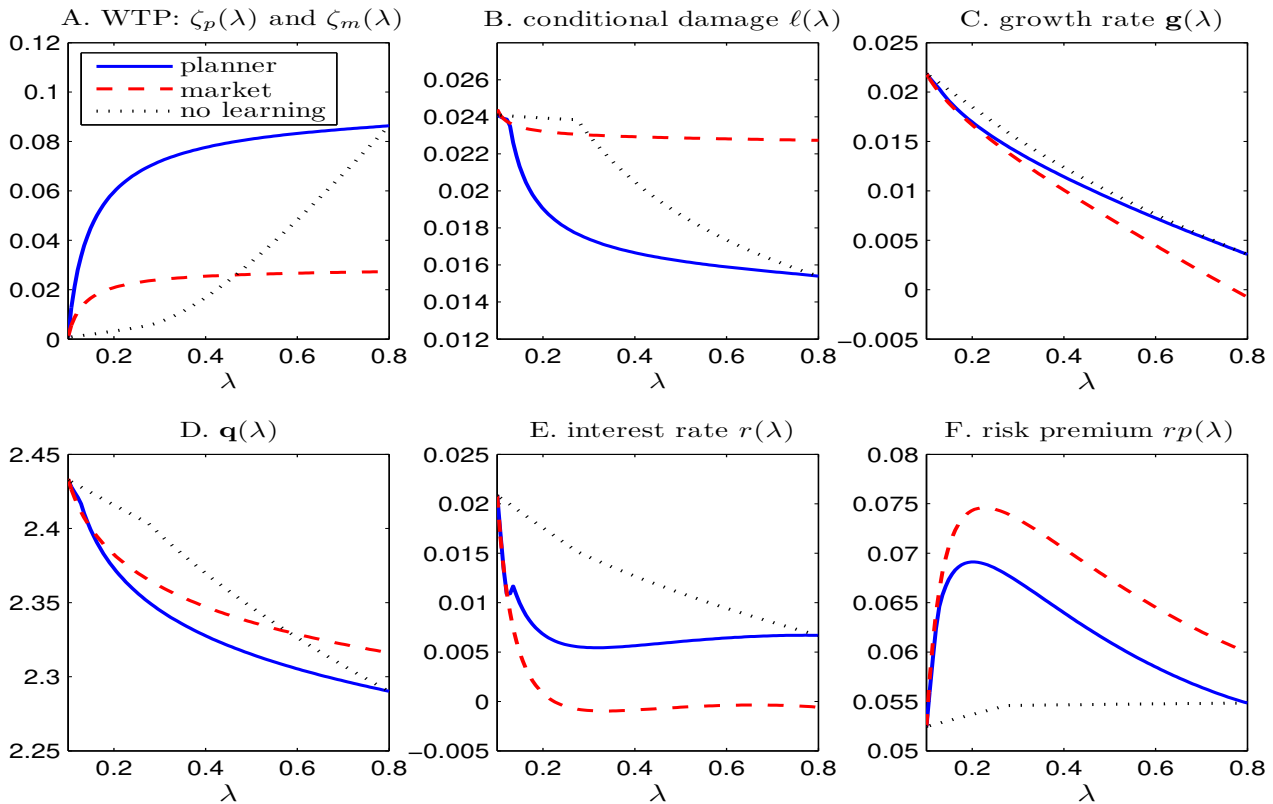 A. WTP: ζp(λ) and ζm(λ)
0.12
0.1
0.08
0.06
0.04
0.02
0
0.2 0.4 0.6 0.8
λ
planner
market
no learning
B. conditional damage ℓ(λ)
0.026
0.024
0.022
0.02
0.018
0.016
0.014
0.012
0.2 0.4 0.6 0.8
λ
C. growth rate g(λ)
0.025
0.02
0.015
0.01
0.005
0
−0.005
0.2 0.4 0.6 0.8
λ
D. q(λ)
2.45
2.4
2.35
2.3
2.25
0.2 0.4 0.6 0.8
λ
E. interest rate r(λ)
0.025
0.02
0.015
0.01
0.005
0
−0.005
0.2 0.4 0.6 0.8
λ
F. risk premium rp(λ)
0.08
0.075
0.07
0.065
0.06
0.055
0.05
0.2 0.4 0.6 0.8
λ